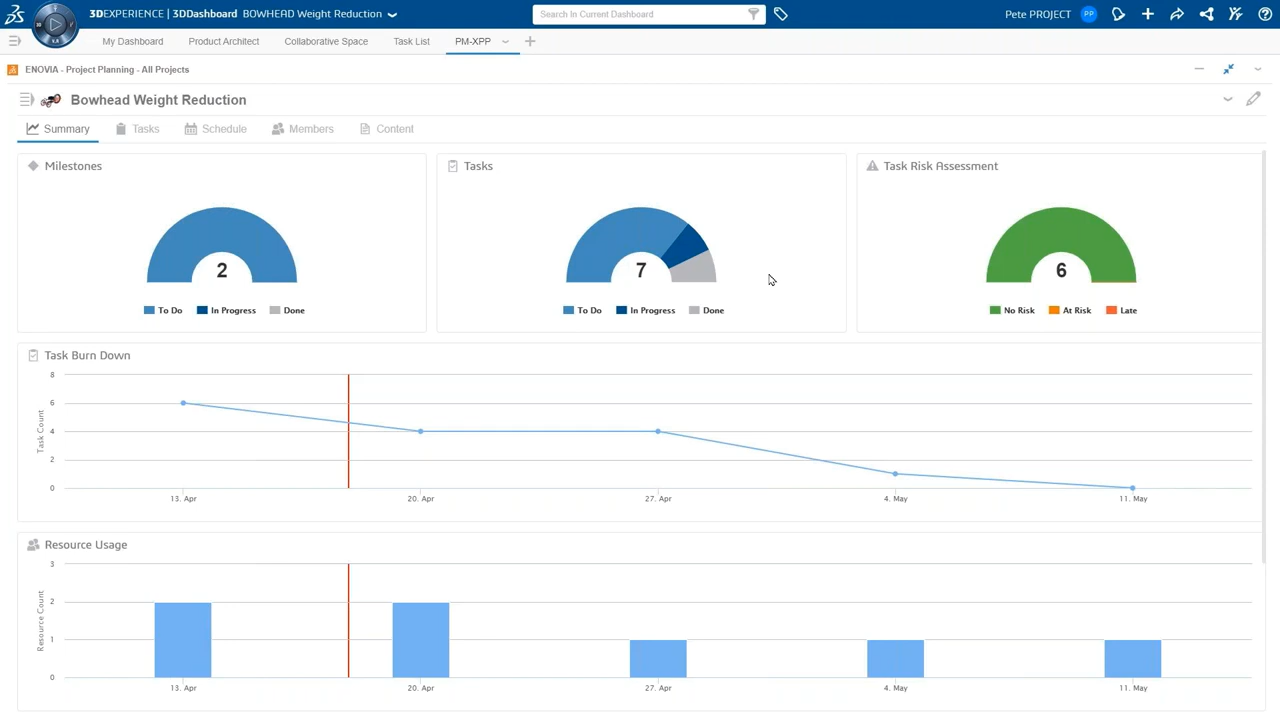 3DEXPERIENCE | 3DDashboard BOWHEAD Weight Reduction
Search In Current Dashboard
Pete PROJECT PP
My Dashboard Product Architect Collaborative Space Task List PM-XPP
ENOVIA - Project Planning - All Projects
Bowhead Weight Reduction
Summary Tasks Schedule Members Content
Milestones
2
To Do In Progress Done
Tasks
7
To Do In Progress Done
Task Risk Assessment
6
No Risk At Risk Late
Task Burn Down
Task Count
8
6
4
2
0
13. Apr 20. Apr 27. Apr 4. May 11. May
Resource Usage
Resource Count
3
2
1
0
13. Apr 20. Apr 27. Apr 4. May 11. May